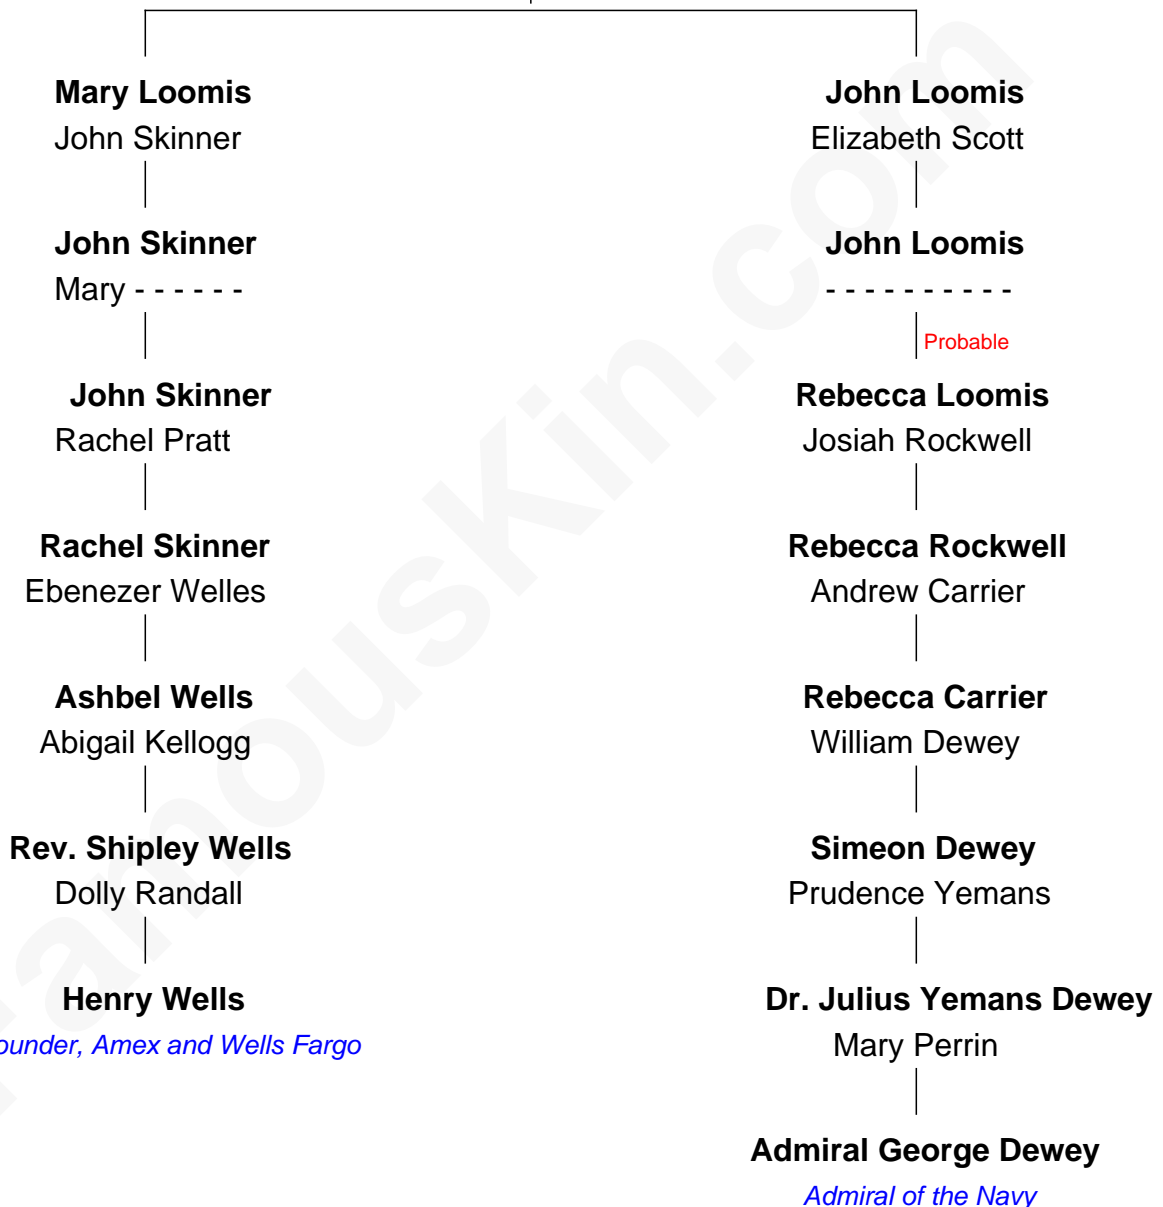 Mary Loomis
John Skinner
John Skinner
Mary - - - - - -
John Skinner
Rachel Pratt
Rachel Skinner
Ebenezer Welles
Ashbel Wells
Abigail Kellogg
Rev. Shipley Wells
Dolly Randall
Henry Wells
ounder, Amex and Wells Fargo
John Loomis
Elizabeth Scott
John Loomis
- - - - - - - - - -
Probable
Rebecca Loomis
Josiah Rockwell
Rebecca Rockwell
Andrew Carrier
Rebecca Carrier
William Dewey
Simeon Dewey
Prudence Yemans
Dr. Julius Yemans Dewey
Mary Perrin
Admiral George Dewey
Admiral of the Navy
FamousKin.com